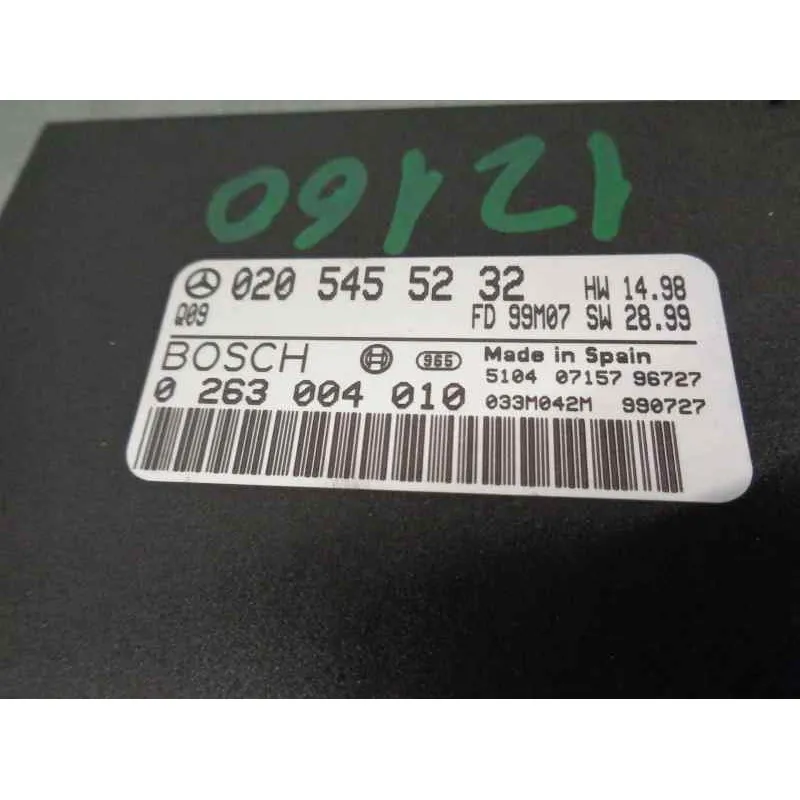 12160
020 545 52 32 HW 14.98
Q09 FD 99M07 SW 28.99
BOSCH 965 Made in Spain
5104 07157 96727
0 263 004 010 033M042M 990727